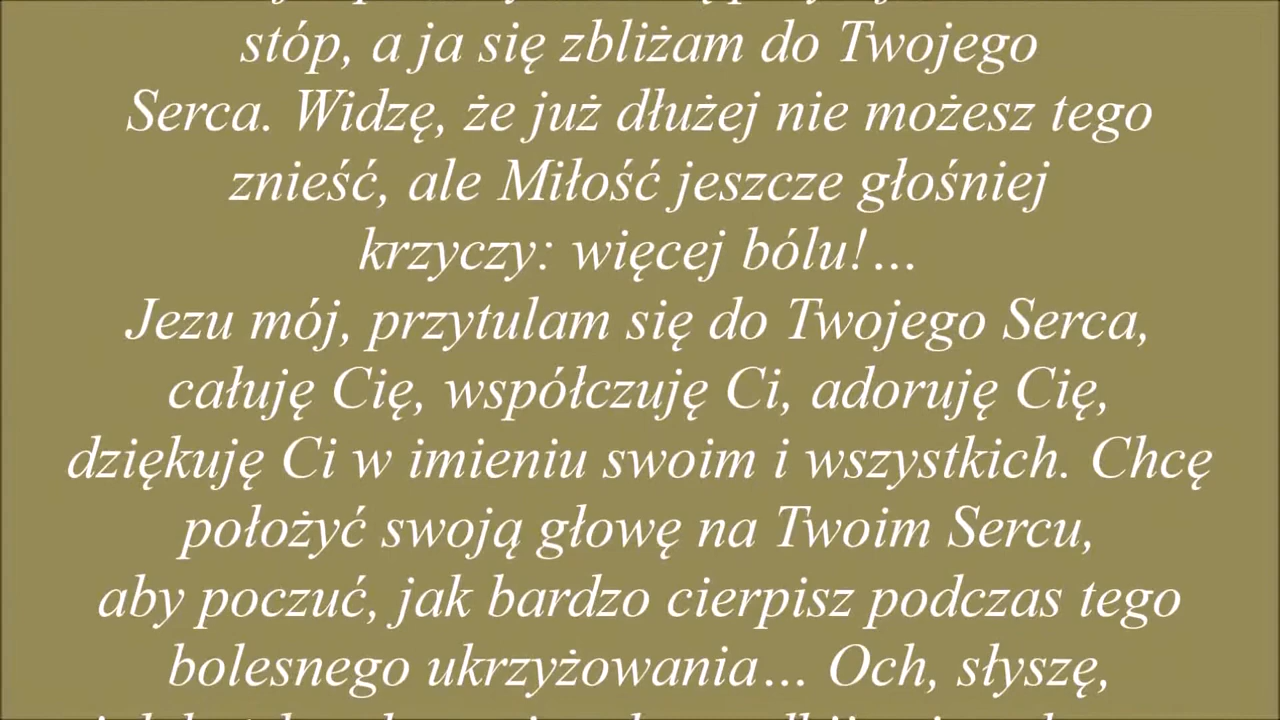 stóp, a ja się zbliżam do Twojego
Serca. Widzę, że już dłużej nie możesz tego
znieść, ale Miłość jeszcze głośniej
krzyczy: więcej bólu!…
Jezu mój, przytulam się do Twojego Serca,
całuję Cię, współczuję Ci, adoruję Cię,
dziękuję Ci w imieniu swoim i wszystkich. Chcę
położyć swoją głowę na Twoim Sercu,
aby poczuć, jak bardzo cierpisz podczas tego
bolesnego ukrzyżowania… Och, słyszę,